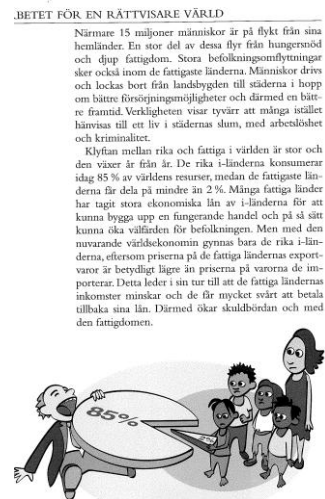 .BETET FÖR EN RÄTTVISARE VÄRLD
Närmare 15 miljoner människor är på flykt från sina
hemländer. En stor del av dessa flyr från hungersnöd
och djup fattigdom. Stora befolkningsomflyttningar
sker också inom de fattigaste länderna. Människor drivs
och lockas bort från landsbygden till städerna i hopp
om bättre försörjningsmöjligheter och därmed en bätt-
re framtid. Verkligheten visar tyvärr att många istället
hänvisas till ett liv i städernas slum, med arbetslöshet
och kriminalitet.
Klyftan mellan rika och fattiga i världen är stor och
den växer år från år. De rika i-länderna konsumerar
idag 85 % av världens resurser, medan de fattigaste län-
derna får dela på mindre än 2 %. Många fattiga länder
har tagit stora ekonomiska lån av i-länderna för att
kunna bygga upp en fungerande handel och på så sätt
kunna öka välfärden för befolkningen. Men med den
nuvarande världsekonomin gynnas bara de rika i-län-
derna, eftersom priserna på de fattiga ländernas export-
varor är betydligt lägre än priserna på varorna de im-
porterar. Detta leder i sin tur till att de fattiga ländernas
inkomster minskar och de får mycket svårt att betala
tillbaka sina lån. Därmed ökar skuldbördan och med
den fattigdomen.
85%